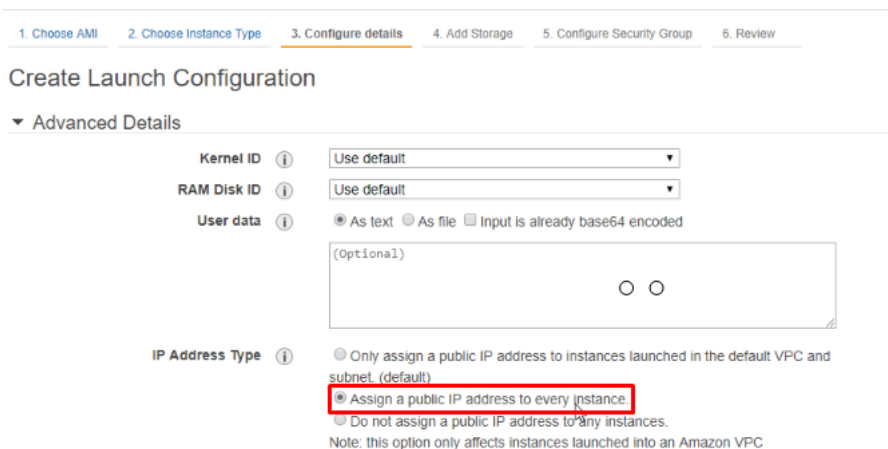 1. Choose AMI 2. Choose Instance Type 3. Configure details 4. Add Storage 5. Configure Security Group 6. Review
Create Launch Configuration
Advanced Details
Kernel ID i Use default
RAM Disk ID i Use default
User data i As text As file Input is already base64 encoded
(Optional)
IP Address Type i Only assign a public IP address to instances launched in the default VPC and
subnet. (default)
Assign a public IP address to every instance.
Do not assign a public IP address to any instances.
Note: this option only affects instances launched into an Amazon VPC